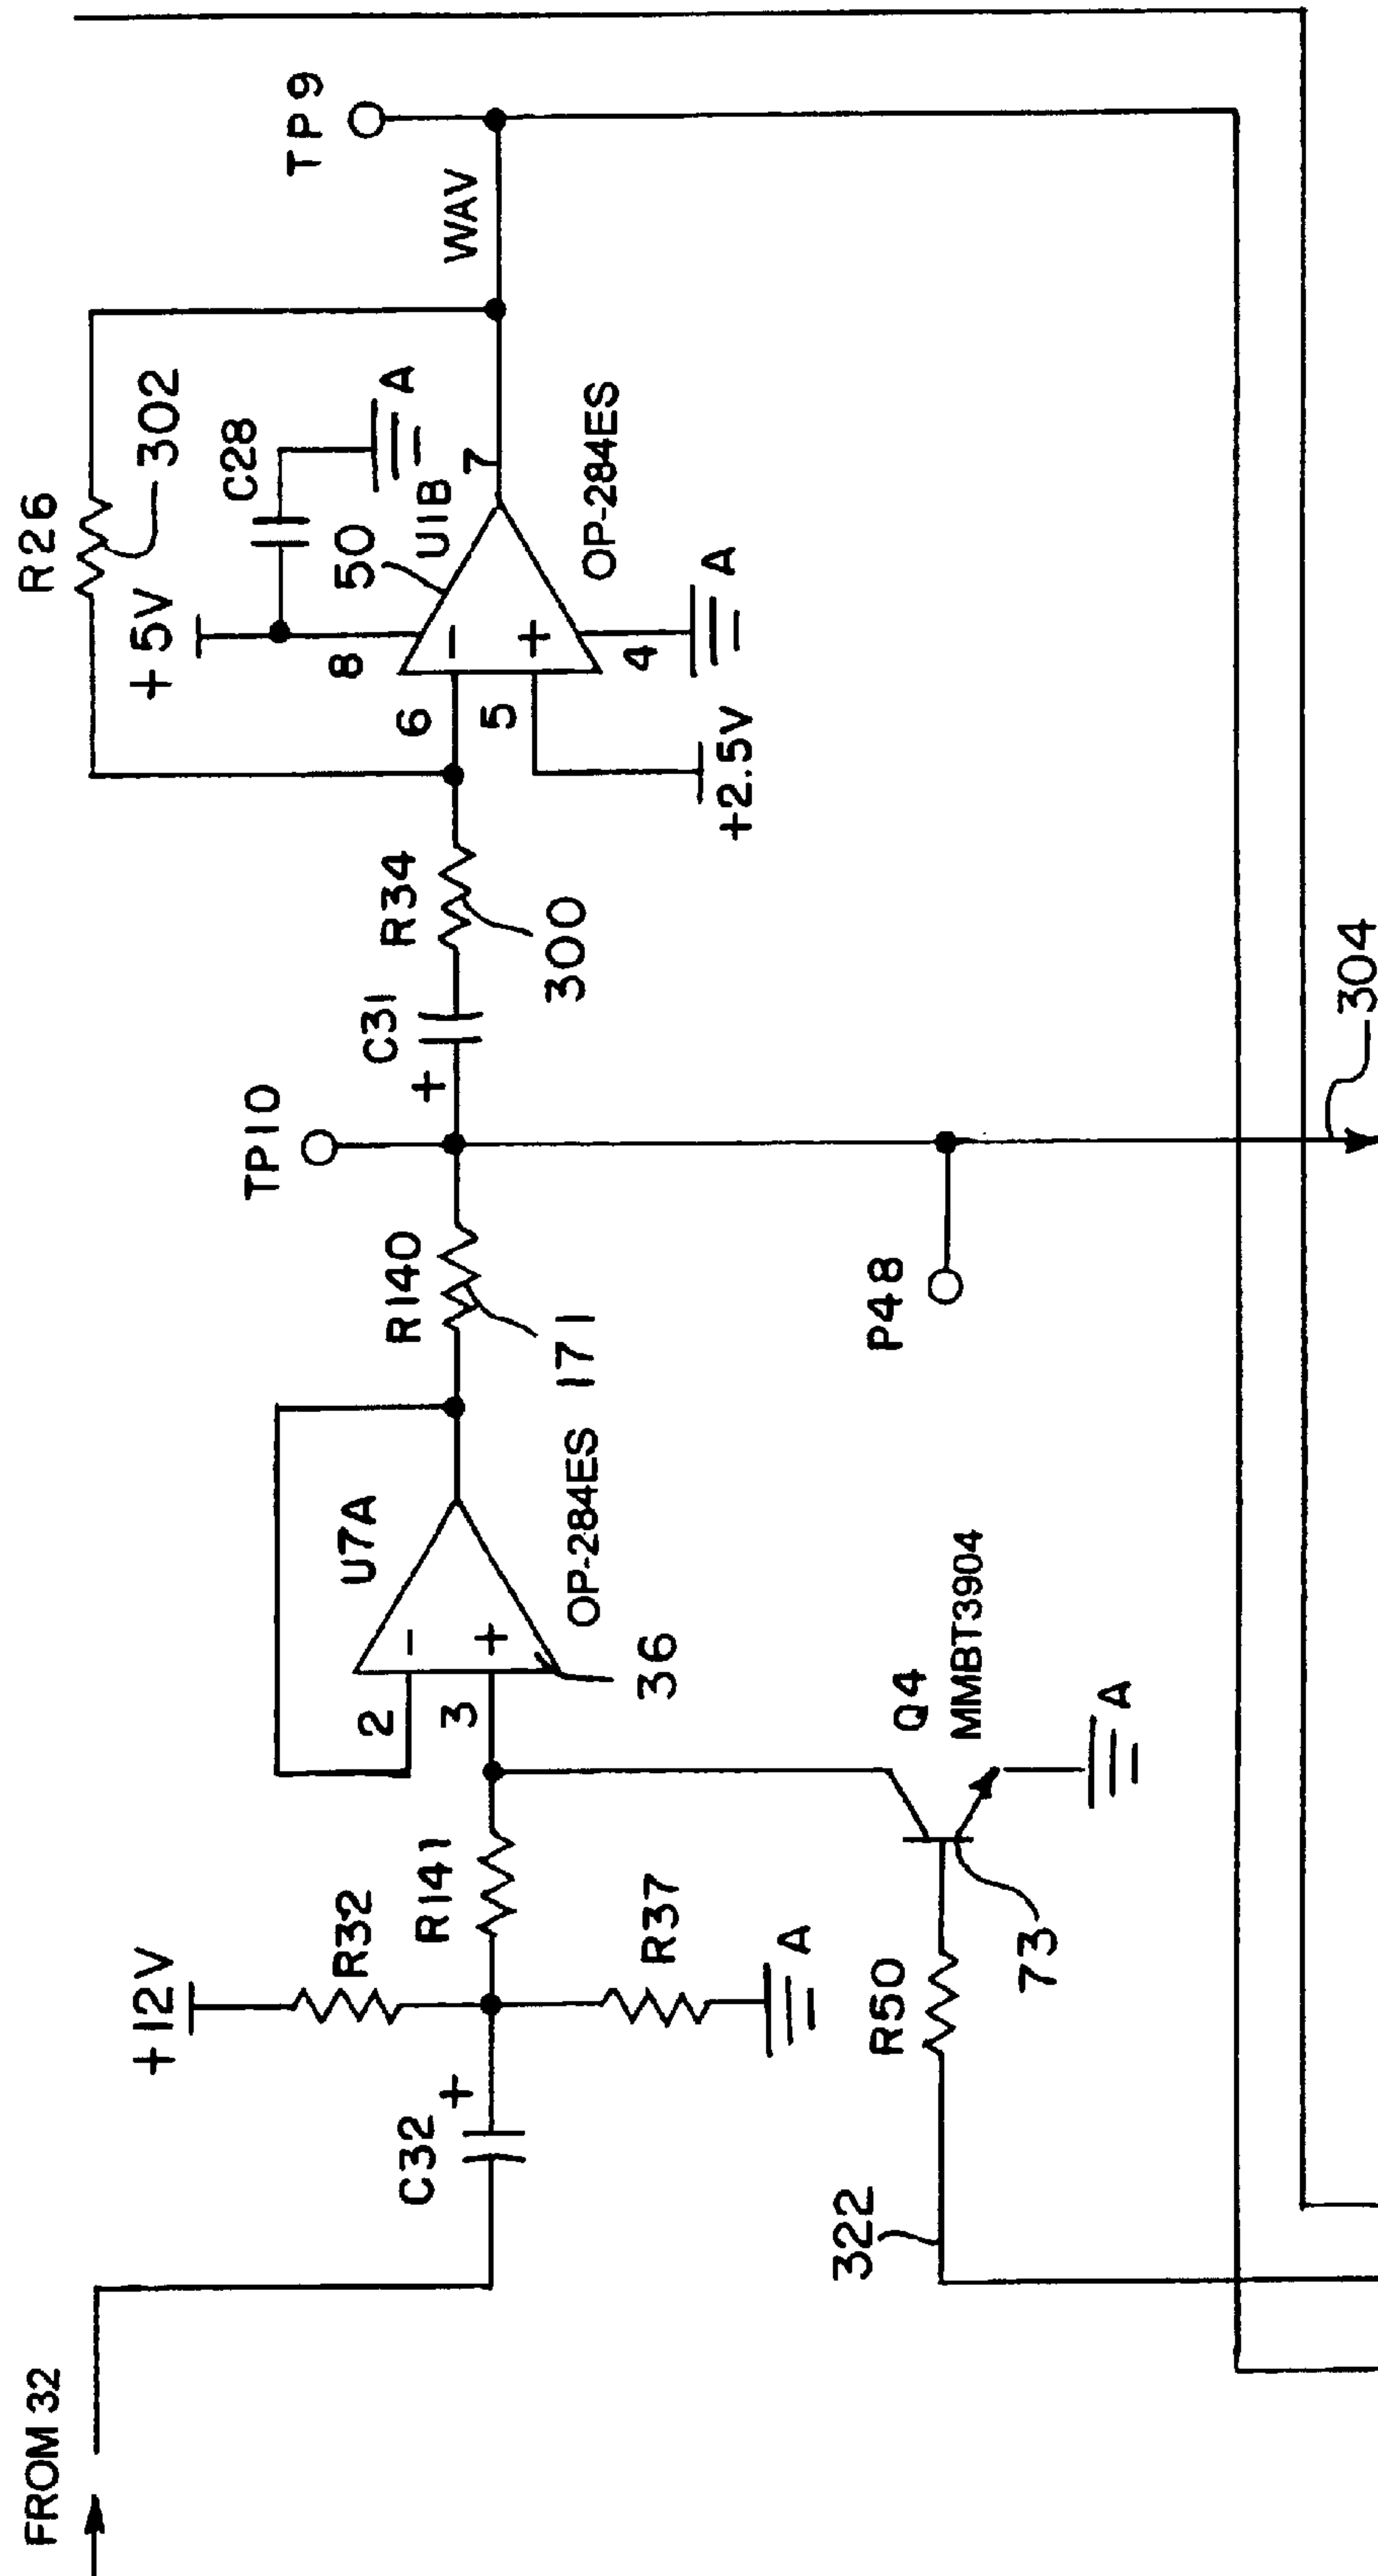 FROM 32
C32
+
+12V
R32
R141
R37
A
322
R50
73
Q4
MMBT3904
A
2
3
-
+
U7A
36
OP-284ES
R140
171
TP10
P48
+
C31
R34
300
304
R26
302
+5V
C28
A
8
6
5
-
+
50
U1B
7
4
A
OP-284ES
+2.5V
WAV
TP9